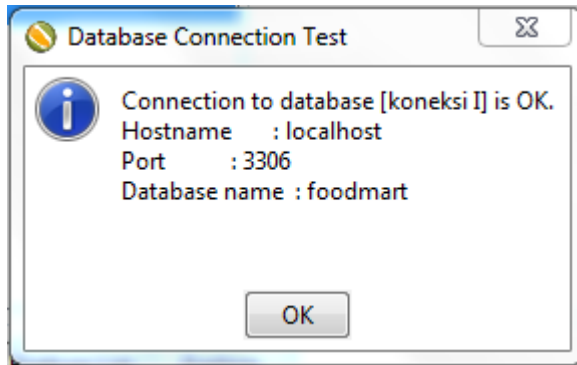 Database Connection Test
Connection to database [koneksi I] is OK.
Hostname : localhost
Port : 3306
Database name : foodmart
OK